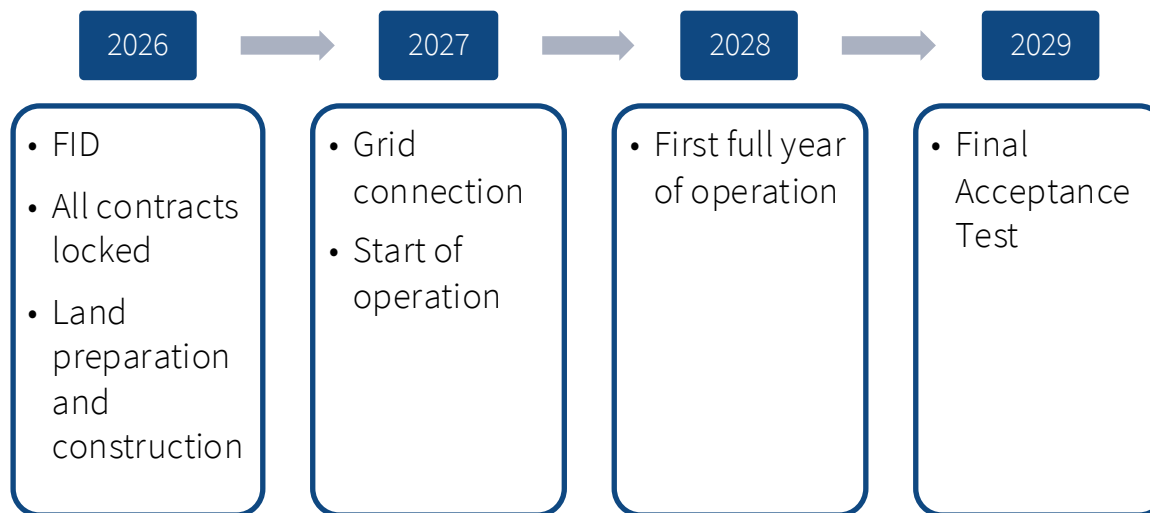 2026
2027
2028
2029
• FID
• All contracts
locked
• Land
preparation
and
construction
• Grid
connection
• Start of
operation
• First full year
of operation
• Final
Acceptance
Test